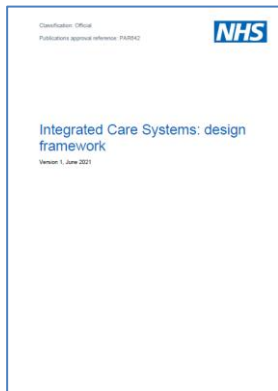 Classification: Official
Publications approval reference: PAR642
NHS
Integrated Care Systems: design
framework
Version 1, June 2021